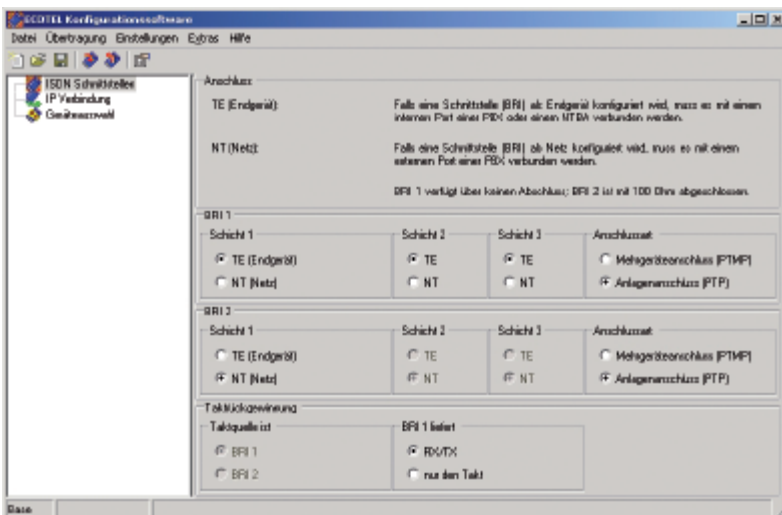 ECOTEL Konfigurationssoftware
Datei Übertragung Einstellungen Extras Hilfe
ISDN Schnittstellen
IP Verbindung
Geräteauswahl
Anschluss
TE (Endgerät): Falls eine Schnittstelle (BRI) als Endgerät konfiguriert wird, muss es mit einem
internen Port einer PBX oder einem NTBA verbunden werden.
NT (Netz): Falls eine Schnittstelle (BRI) als Netz konfiguriert wird, muss es mit einem
externen Port einer PBX verbunden werden.
BRI 1 verfügt über keinen Abschluss; BRI 2 ist mit 100 Ohm abgeschlossen.
BRI 1
Schicht 1 Schicht 2 Schicht 3 Anschlussart
TE (Endgerät) TE TE Mehrgeräteanschluss (PTMP)
NT (Netz) NT NT Anlagenanschluss (PTP)
BRI 2
Schicht 1 Schicht 2 Schicht 3 Anschlussart
TE (Endgerät) TE TE Mehrgeräteanschluss (PTMP)
NT (Netz) NT NT Anlagenanschluss (PTP)
Taktrückgewinnung
Taktquelle ist BRI 1 liefert
BRI 1 RX/TX
BRI 2 nur den Takt
Base